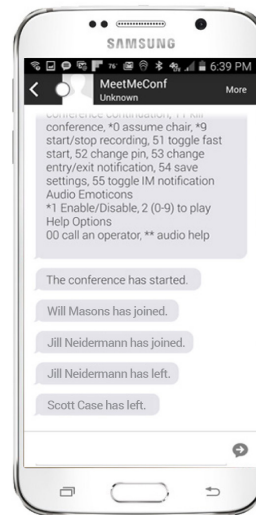 SAMSUNG
76° 4G 6:39 PM
MeetMeConf
Unknown
More
conference continuation, 11 kill
conference, *0 assume chair, *9
start/stop recording, 51 toggle fast
start, 52 change pin, 53 change
entry/exit notification, 54 save
settings, 55 toggle IM notification
Audio Emoticons
*1 Enable/Disable, 2 (0-9) to play
Help Options
00 call an operator, ** audio help
The conference has started.
Will Masons has joined.
Jill Neidermann has joined.
Jill Neidermann has left.
Scott Case has left.